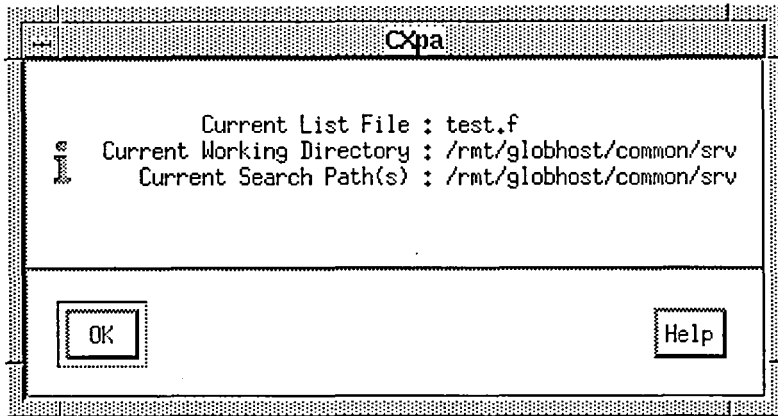 CXpa
Current List File : test.f
Current Working Directory : /rmt/globhost/common/srv
Current Search Path(s) : /rmt/globhost/common/srv
OK
Help